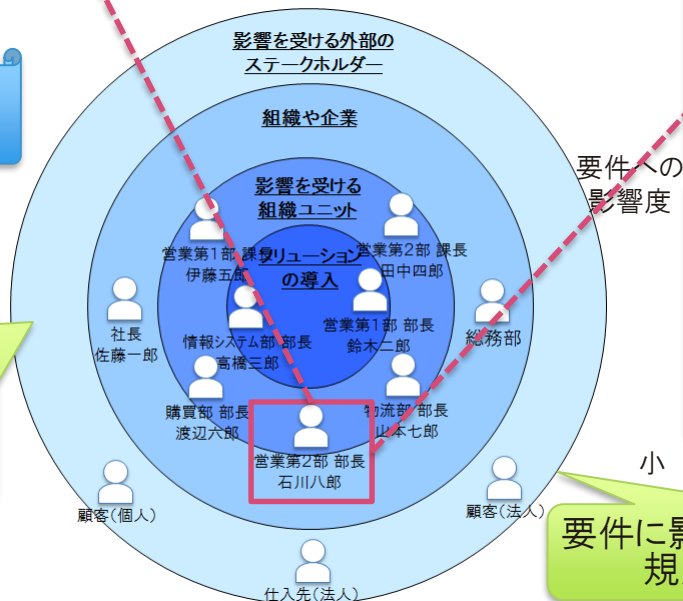 影響を受ける外部の
ステークホルダー
組織や企業
要件への
影響度
影響を受ける
組織ユニット
営業第1部 課長
伊藤五郎
ソリューション
の導入
営業第2部 課長
田中四郎
社長
佐藤一郎
情報システム部 部長
高橋三郎
営業第1部 部長
鈴木二郎
総務部
購買部 部長
渡辺六郎
物流部 部長
山本七郎
営業第2部 部長
石川八郎
小
顧客(個人)
顧客(法人)
仕入先(法人)
要件に
規